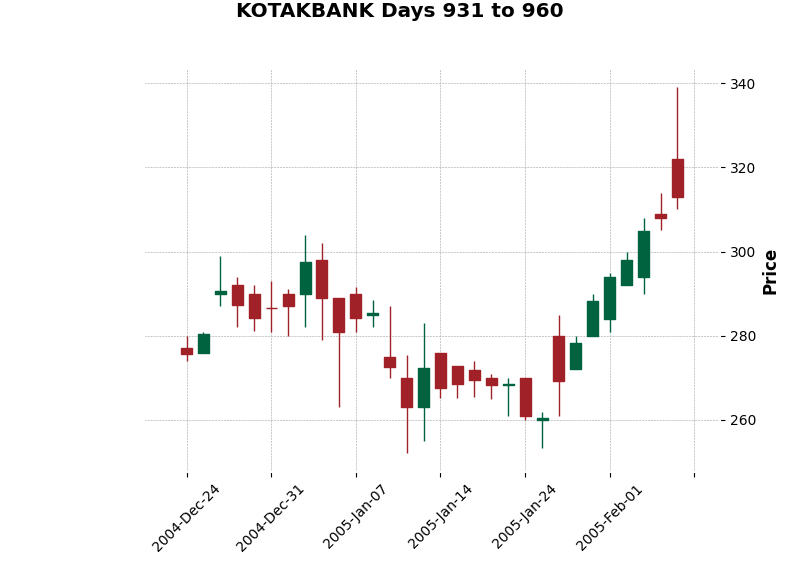 KOTAKBANK Days 931 to 960
340
320
300
280
260
Price
2004-Dec-24
2004-Dec-31
2005-Jan-07
2005-Jan-14
2005-Jan-24
2005-Feb-01